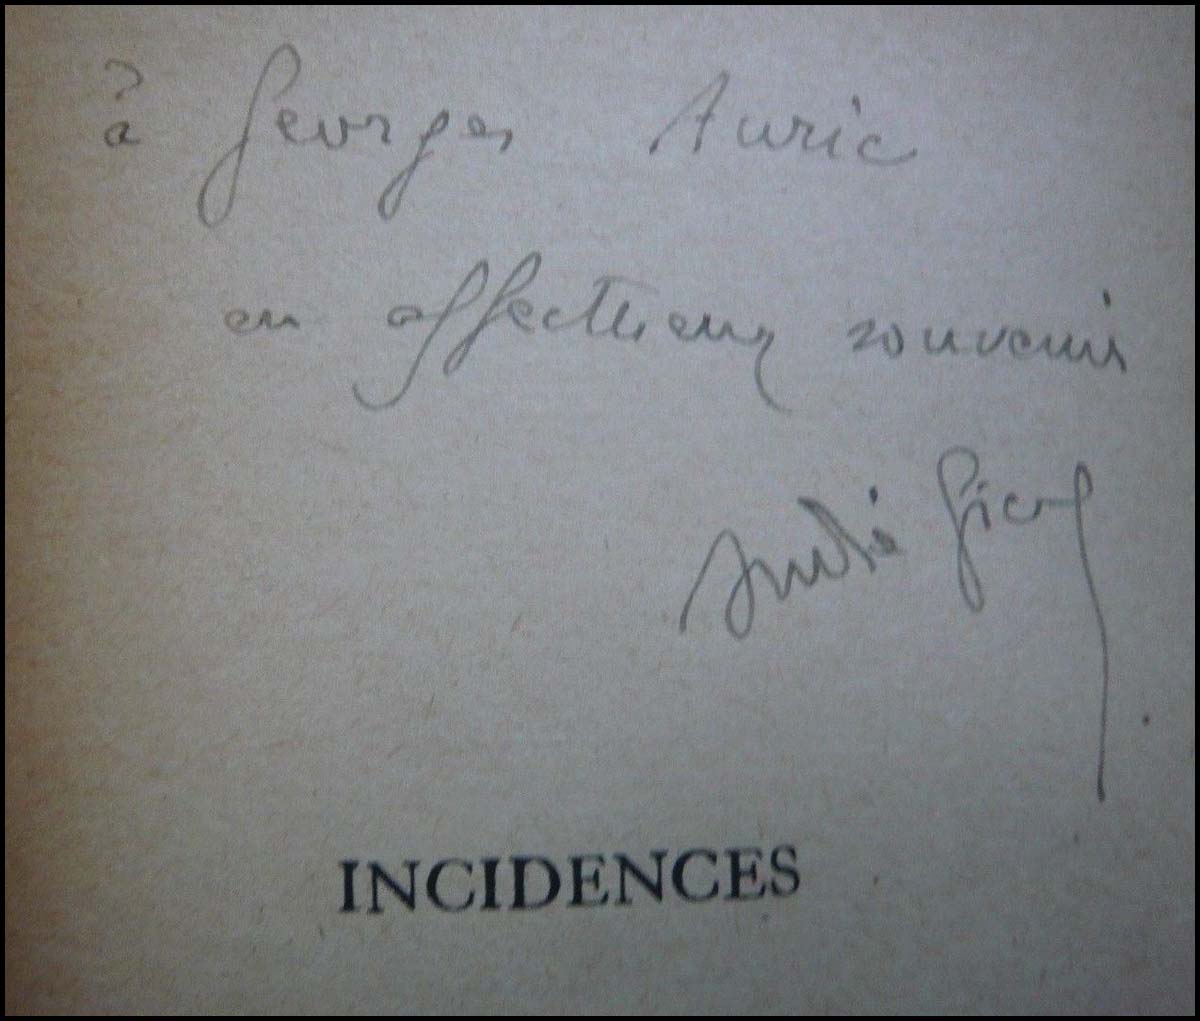 à Georges Auric
en affectueux souvenir
André Gide
INCIDENCES